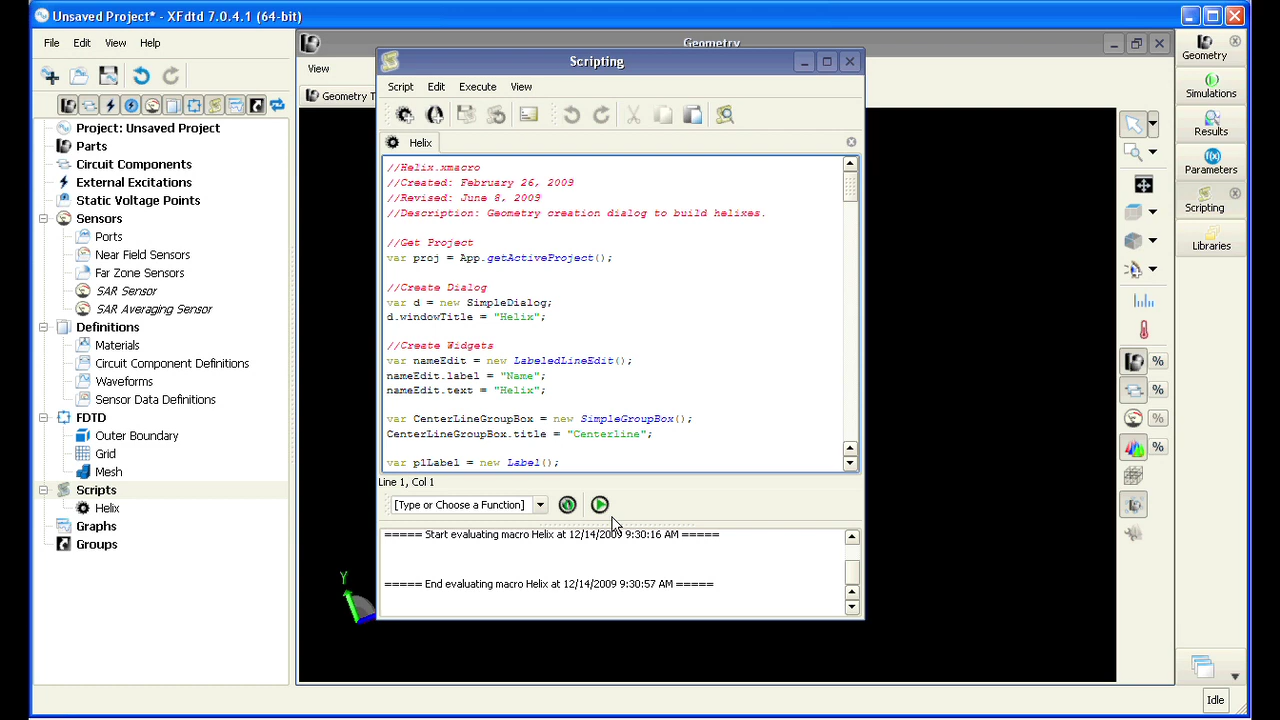 Unsaved Project* - XFdtd 7.0.4.1 (64-bit)
File Edit View Help
Project: Unsaved Project
Parts
Circuit Components
External Excitations
Static Voltage Points
Sensors
Ports
Near Field Sensors
Far Zone Sensors
SAR Sensor
SAR Averaging Sensor
Definitions
Materials
Circuit Component Definitions
Waveforms
Sensor Data Definitions
FDTD
Outer Boundary
Grid
Mesh
Scripts
Helix
Graphs
Groups
Geometry
View
Geometry T
Scripting
Script Edit Execute View
Helix
//Helix.xmacro
//Created: February 26, 2009
//Revised: June 8, 2009
//Description: Geometry creation dialog to build helixes.
//Get Project
var proj = App.getActiveProject();
//Create Dialog
var d = new SimpleDialog;
d.windowTitle = "Helix";
//Create Widgets
var nameEdit = new LabeledLineEdit();
nameEdit.label = "Name";
nameEdit.text = "Helix";
var CenterLineGroupBox = new SimpleGroupBox();
CenterLineGroupBox.title = "Centerline";
var p1Label = new Label();
Line 1, Col 1
[Type or Choose a Function]
===== Start evaluating macro Helix at 12/14/2009 9:30:16 AM =====
===== End evaluating macro Helix at 12/14/2009 9:30:57 AM =====
Y
%
%
%
%
Geometry
Simulations
Results
Parameters
Scripting
Libraries
Idle